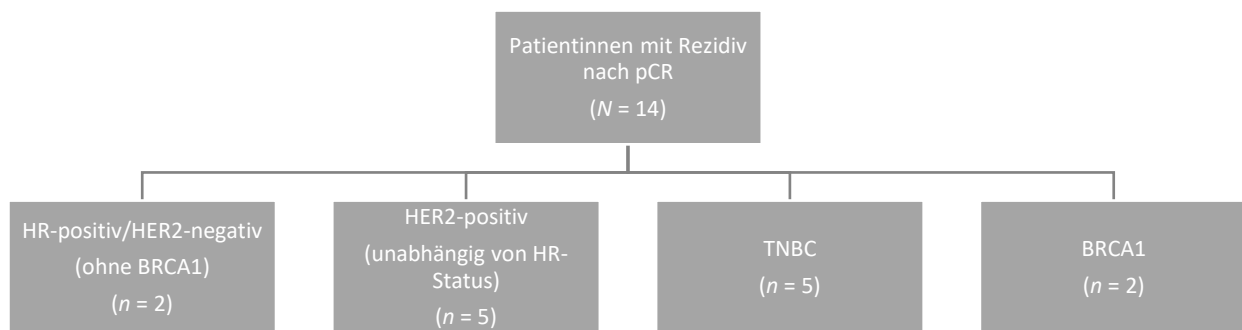 Patientinnen mit Rezidiv
nach pCR
(N = 14)
HR-positiv/HER2-negativ
(ohne BRCA1)
(n = 2)
HER2-positiv
(unabhängig von HR-
Status)
(n = 5)
TNBC
(n = 5)
BRCA1
(n = 2)